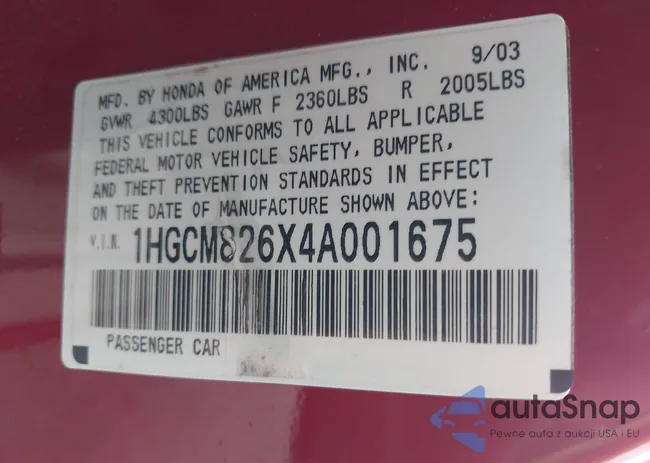 MFD. BY HONDA OF AMERICA MFG., INC. 9/03
GVWR 4300LBS GAWR F 2360LBS R 2005LBS
THIS VEHICLE CONFORMS TO ALL APPLICABLE
FEDERAL MOTOR VEHICLE SAFETY, BUMPER,
AND THEFT PREVENTION STANDARDS IN EFFECT
ON THE DATE OF MANUFACTURE SHOWN ABOVE:
V.I.N. 1HGCM826X4A001675
PASSENGER CAR
autaSnap
Pewne auta z aukcji USA i EU